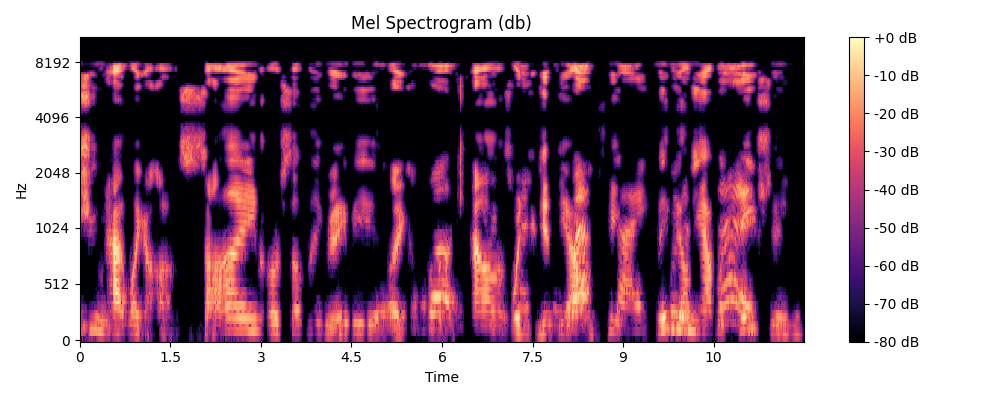 Mel Spectrogram (db)
+0 dB
8192
-10 dB
4096
-20 dB
-30 dB
Hz
2048
-40 dB
1024
-50 dB
-60 dB
512
-70 dB
0
-80 dB
0 1.5 3 4.5 6 7.5 9 10
Time